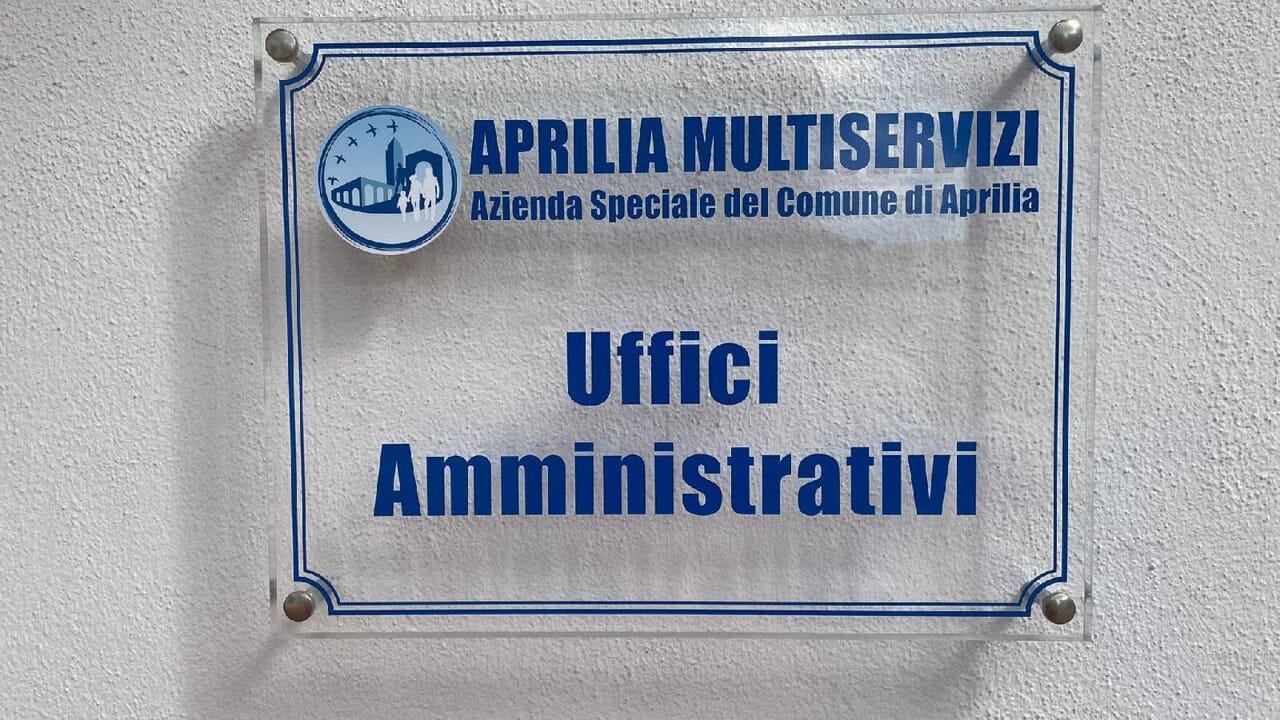 APRILIA MULTISERVIZI
Azienda Speciale del Comune di Aprilia
Uffici
Amministrativi